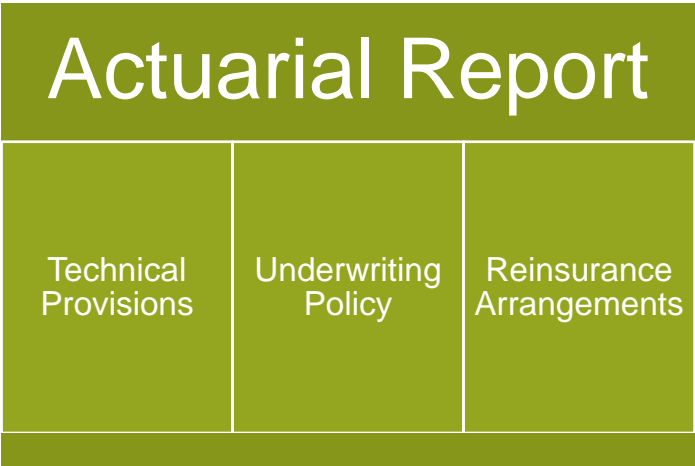 Actuarial Report
Technical
Provisions
Underwriting
Policy
Reinsurance
Arrangements